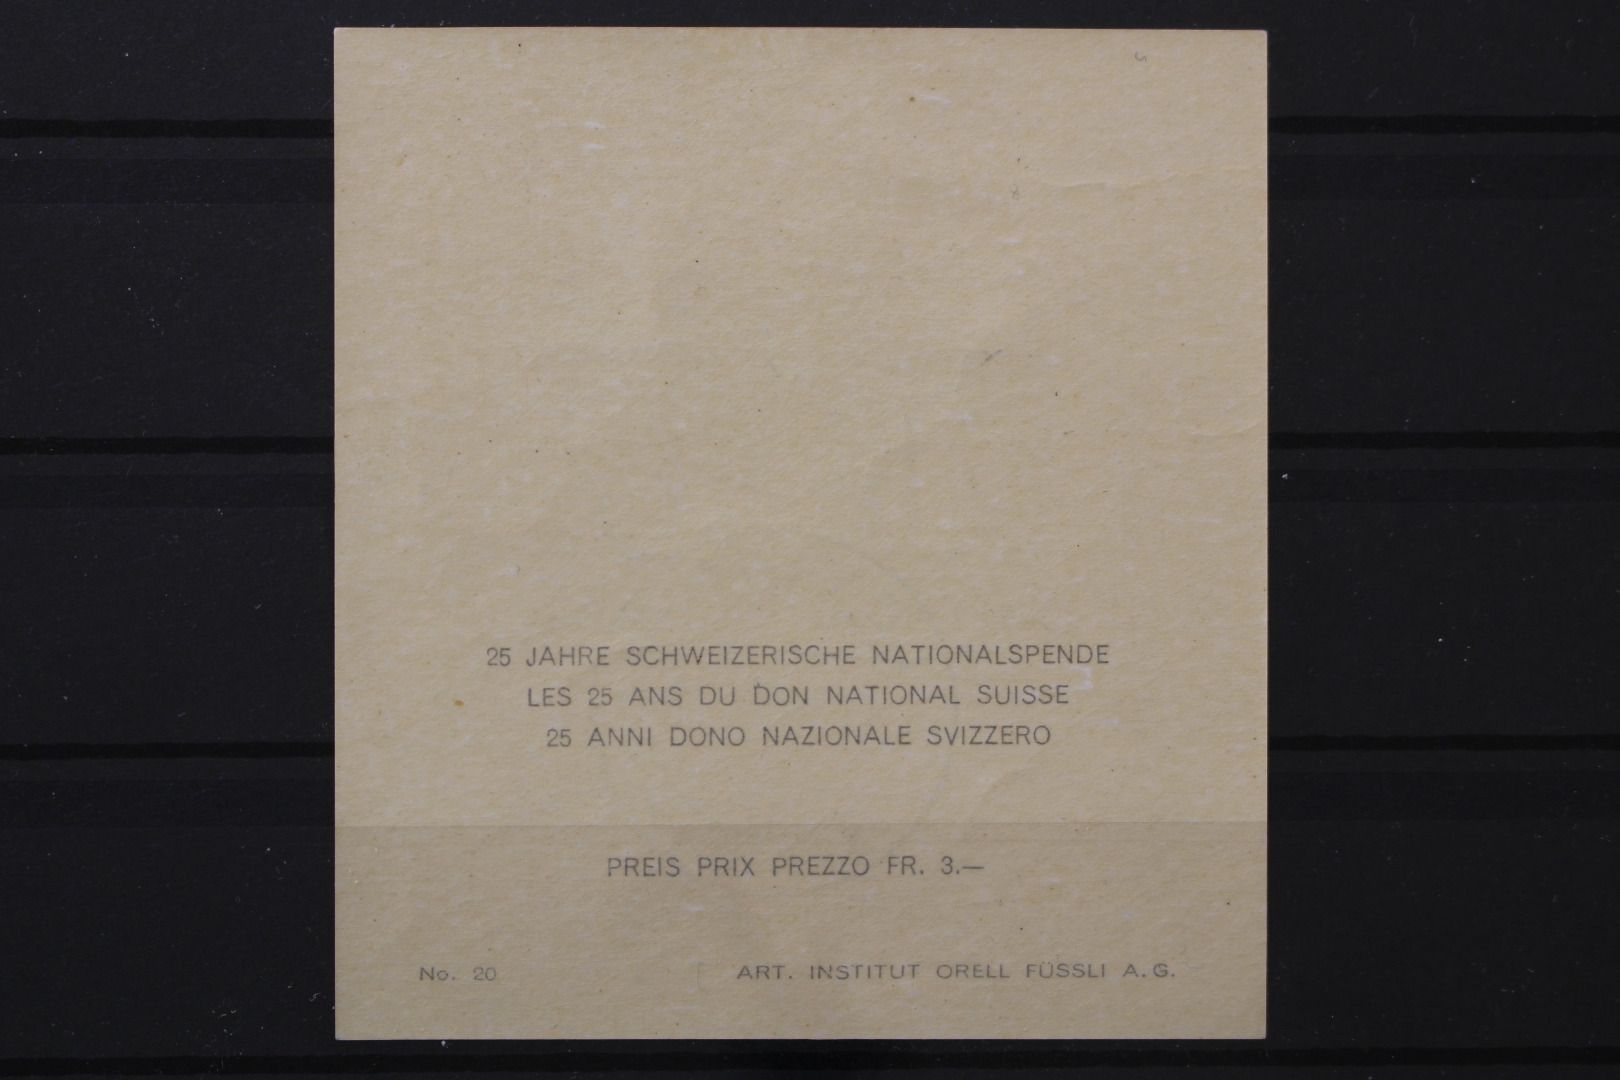 25 JAHRE SCHWEIZERISCHE NATIONALSPENDE
LES 25 ANS DU DON NATIONAL SUISSE
25 ANNI DONO NAZIONALE SVIZZERO
PREIS PRIX PREZZO FR. 3.—
No. 20 ART. INSTITUT ORELL FÜSSLI A.G.